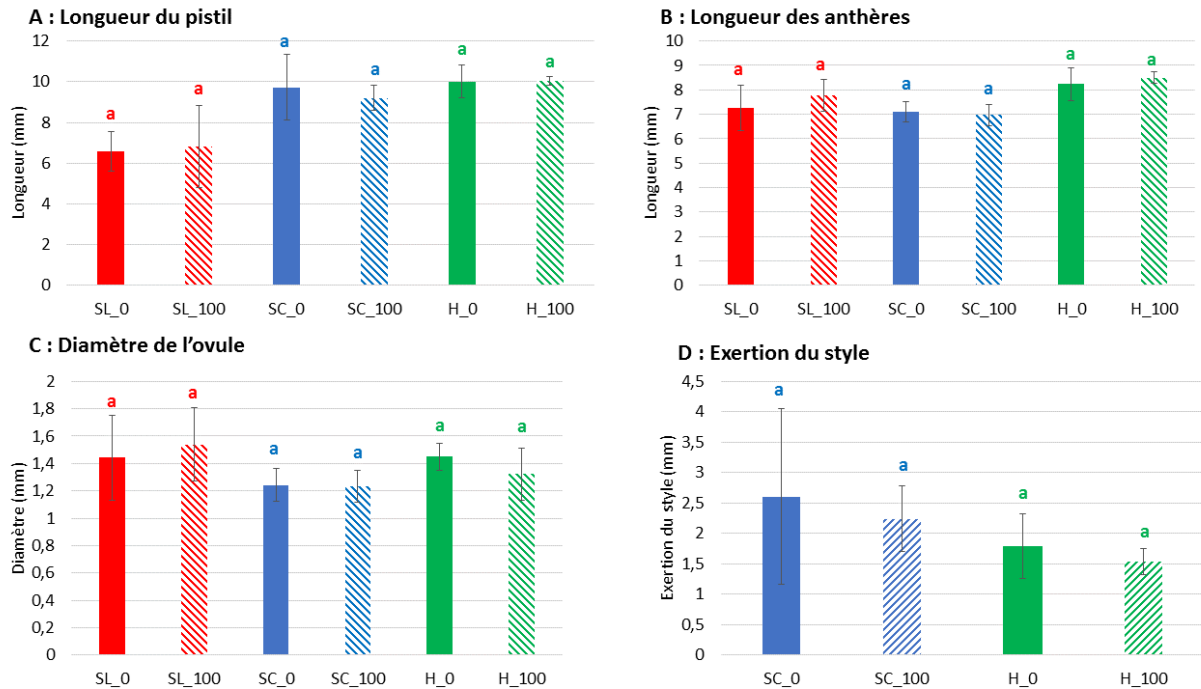 A : Longueur du pistil
Longueur (mm)
12
10
8
6
4
2
0
a
a
a
a
a
a
SL_0
SL_100
SC_0
SC_100
H_0
H_100
B : Longueur des anthères
Longueur (mm)
10
9
8
7
6
5
4
3
2
1
0
a
a
a
a
a
a
SL_0
SL_100
SC_0
SC_100
H_0
H_100
C : Diamètre de l’ovule
Diamètre (mm)
2
1,8
1,6
1,4
1,2
1
0,8
0,6
0,4
0,2
0
a
a
a
a
a
a
SL_0
SL_100
SC_0
SC_100
H_0
H_100
D : Exertion du style
Exertion du style (mm)
4,5
4
3,5
3
2,5
2
1,5
1
0,5
0
a
a
a
a
SC_0
SC_100
H_0
H_100